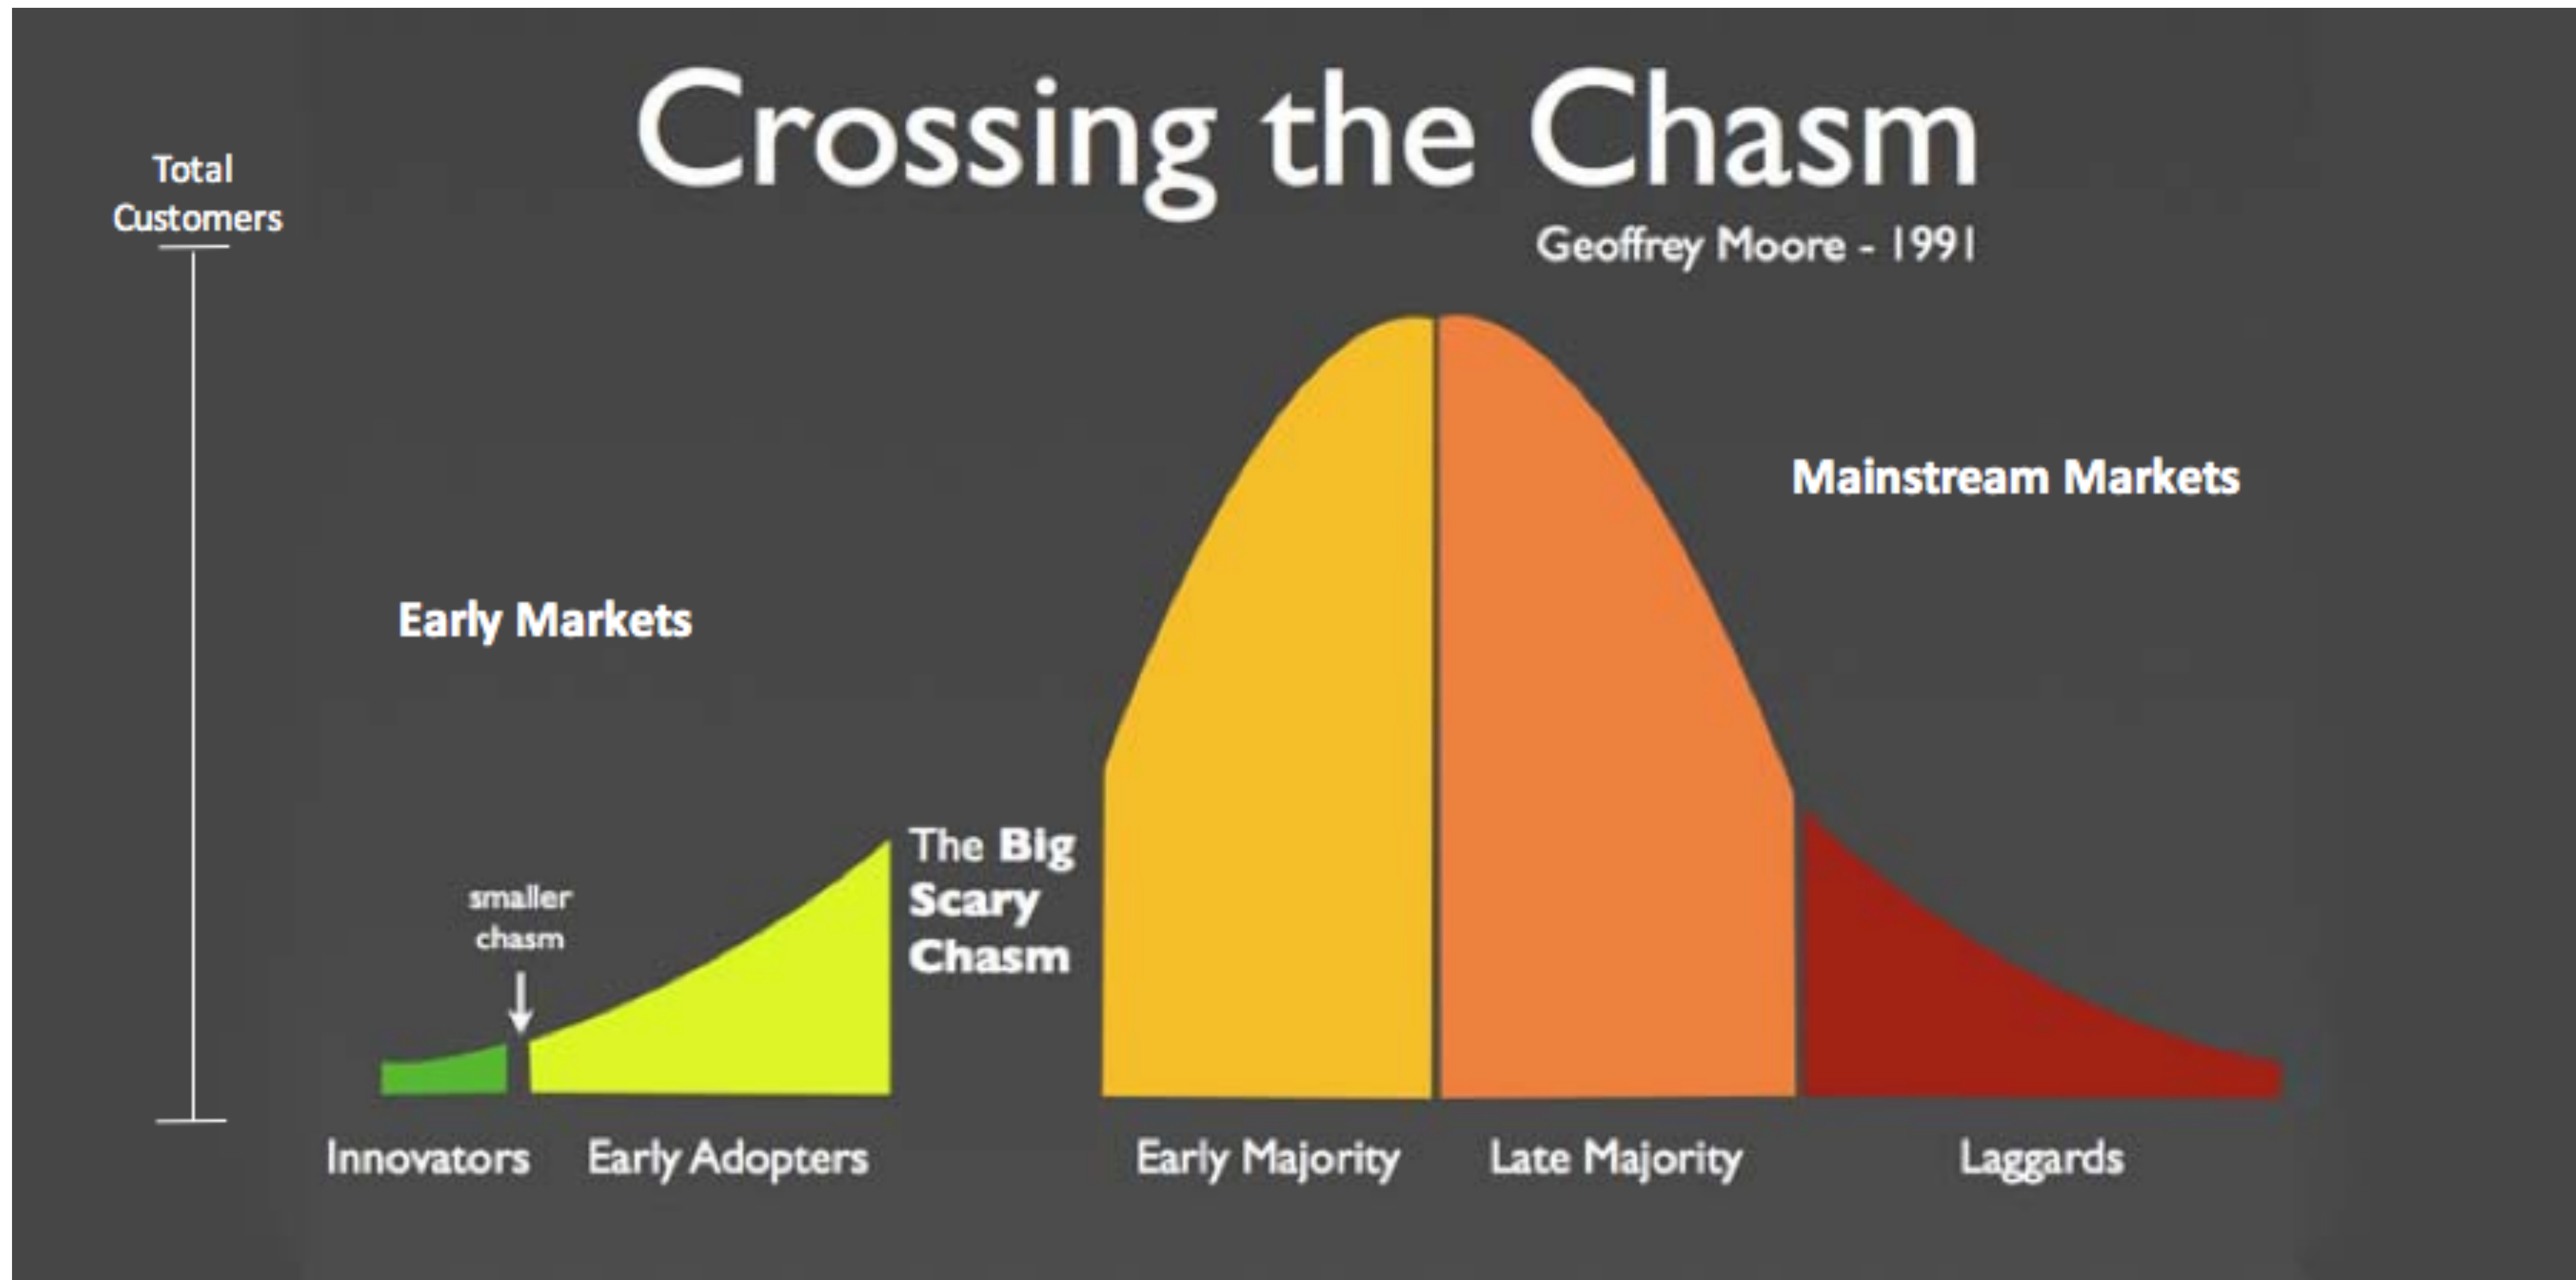 Crossing the Chasm
Geoffrey Moore - 1991
Total
Customers
Mainstream Markets
Early Markets
The Big
Scary
Chasm
smaller
chasm
Innovators
Early Adopters
Early Majority
Late Majority
Laggards